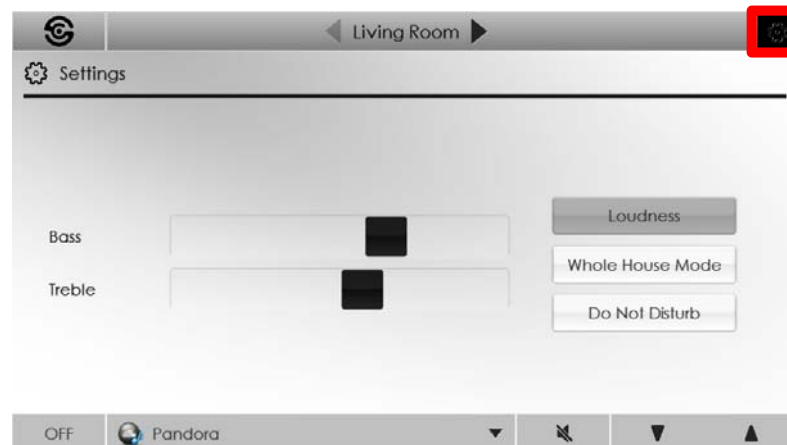 Living Room
Settings
Loudness
Bass
Whole House Mode
Treble
Do Not Disturb
OFF Pandora